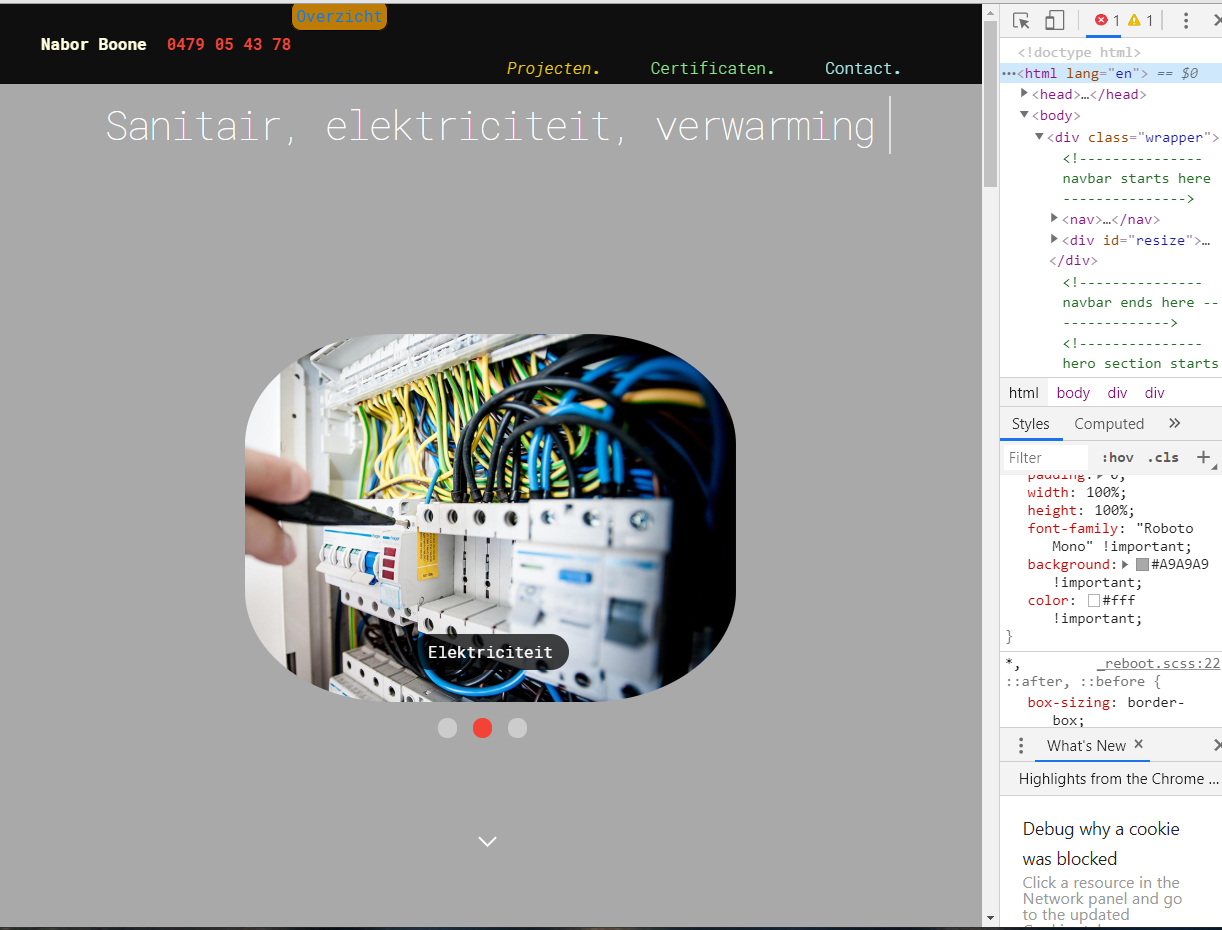 Overzicht
Nabor Boone 0479 05 43 78
Projecten. Certificaten. Contact.
Sanitair, elektriciteit, verwarming
Elektriciteit
1 1
<!doctype html>
…<html lang="en"> == $0
<head>…</head>
<body>
<div class="wrapper">
<!---------------
navbar starts here
--------------->
<nav>…</nav>
<div id="resize">…
</div>
<!---------------
navbar ends here --
------------->
<!---------------
hero section starts
html body div div
Styles Computed »
Filter :hov .cls +
padding: 0;
width: 100%;
height: 100%;
font-family: "Roboto
Mono" !important;
background: #A9A9A9
!important;
color: #fff
!important;
}
*, _reboot.scss:22
::after, ::before {
box-sizing: border-
box;
What's New ×
Highlights from the Chrome ...
Debug why a cookie
was blocked
Click a resource in the
Network panel and go
to the updated